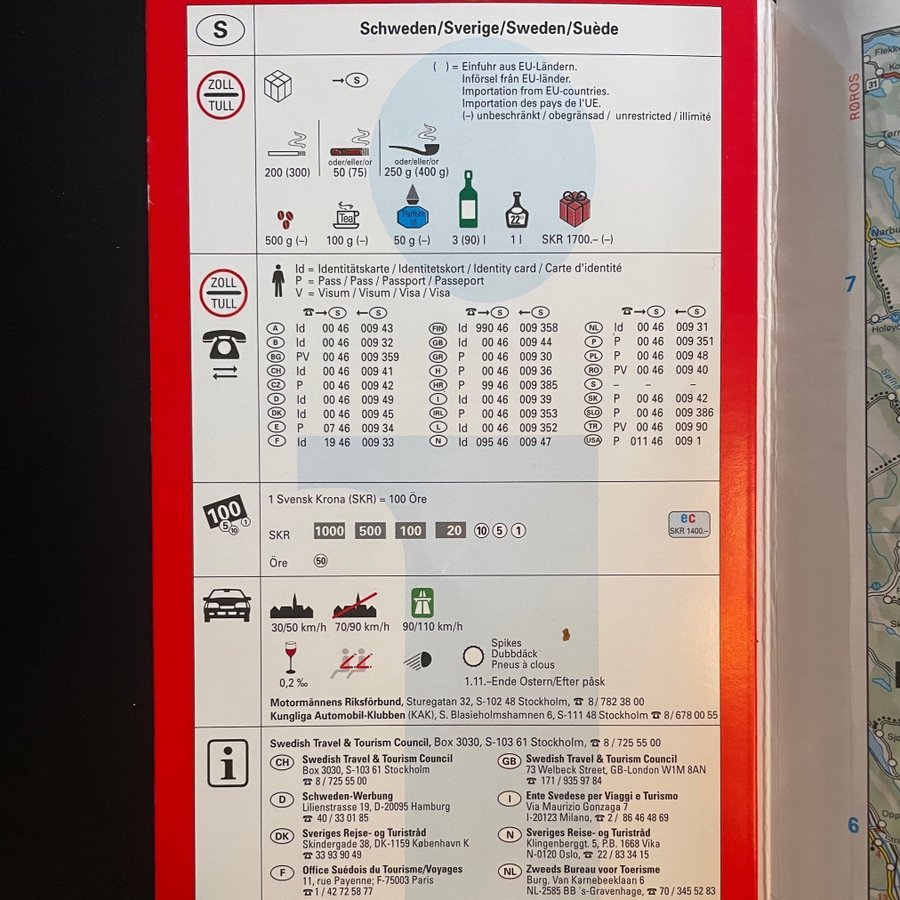 S Schweden/Sverige/Sweden/Suède
ZOLL
TULL
→ S
( ) = Einfuhr aus EU-Ländern.
Införsel från EU-länder.
Importation from EU-countries.
Importation des pays de l'UE.
(–) unbeschränkt / obegränsad / unrestricted / illimité
200 (300)
oder/eller/or
50 (75)
oder/eller/or
250 g (400 g)
Tea
Parfum
22%
500 g (–) 100 g (–) 50 g (–) 3 (90) l 1 l SKR 1700.– (–)
ZOLL
TULL
Id = Identitätskarte / Identitetskort / Identity card / Carte d'identité
P = Pass / Pass / Passport / Passeport
V = Visum / Visum / Visa / Visa
☎→ S ← S ☎→ S ← S ☎→ S ← S
A Id 00 46 009 43 FIN Id 990 46 009 358 NL Id 00 46 009 31
B Id 00 46 009 32 GB Id 00 46 009 44 P P 00 46 009 351
BG PV 00 46 009 359 GR P 00 46 009 30 PL P 00 46 009 48
CH Id 00 46 009 41 H P 00 46 009 36 RO PV 00 46 009 40
CZ P 00 46 009 42 HR P 99 46 009 385 S – – –
D Id 00 46 009 49 I Id 00 46 009 39 SK P 00 46 009 42
DK Id 00 46 009 45 IRL P 00 46 009 353 SLO P 00 46 009 386
E P 07 46 009 34 L Id 00 46 009 352 TR PV 00 46 009 90
F Id 19 46 009 33 N Id 095 46 009 47 USA P 011 46 009 1
100
5 10 1
1 Svensk Krona (SKR) = 100 Öre
SKR 1000 500 100 20 10 5 1
ec
SKR 1400.–
Öre 50
30/50 km/h 70/90 km/h 90/110 km/h
Spikes
Dubbdäck
Pneus à clous
0,2 ‰ 1.11.–Ende Ostern/Efter påsk
Motormännens Riksförbund, Sturegatan 32, S-102 48 Stockholm, ☎ 8/ 782 38 00
Kungliga Automobil-Klubben (KAK), S. Blasieholmshamnen 6, S-111 48 Stockholm ☎ 8/ 678 00 55
i
Swedish Travel & Tourism Council, Box 3030, S-103 61 Stockholm, ☎ 8 / 725 55 00
CH Swedish Travel & Tourism Council
Box 3030, S-103 61 Stockholm
☎ 8 / 725 55 00
D Schweden-Werbung
Lilienstrasse 19, D-20095 Hamburg
☎ 40 / 33 01 85
DK Sveriges Rejse- og Turistråd
Skindergade 38, DK-1159 København K
☎ 33 93 90 49
F Office Suédois du Tourisme/Voyages
11, rue Payenne; F-75003 Paris
☎ 1 / 42 72 58 77
GB Swedish Travel & Tourism Council
73 Welbeck Street, GB-London W1M 8AN
☎ 171 / 935 97 84
I Ente Svedese per Viaggi e Turismo
Via Maurizio Gonzaga 7
I-20123 Milano, ☎ 2 / 86 46 48 69
N Sveriges Reise- og Turistråd
Klingenberggt. 5, P.B. 1668 Vika
N-0120 Oslo, ☎ 22 / 83 34 15
NL Zweeds Bureau voor Toerisme
Burg. Van Karnebeeklaan 6
NL-2585 BB 's-Gravenhage, ☎ 70 / 345 52 83
RØROS
31
7
6